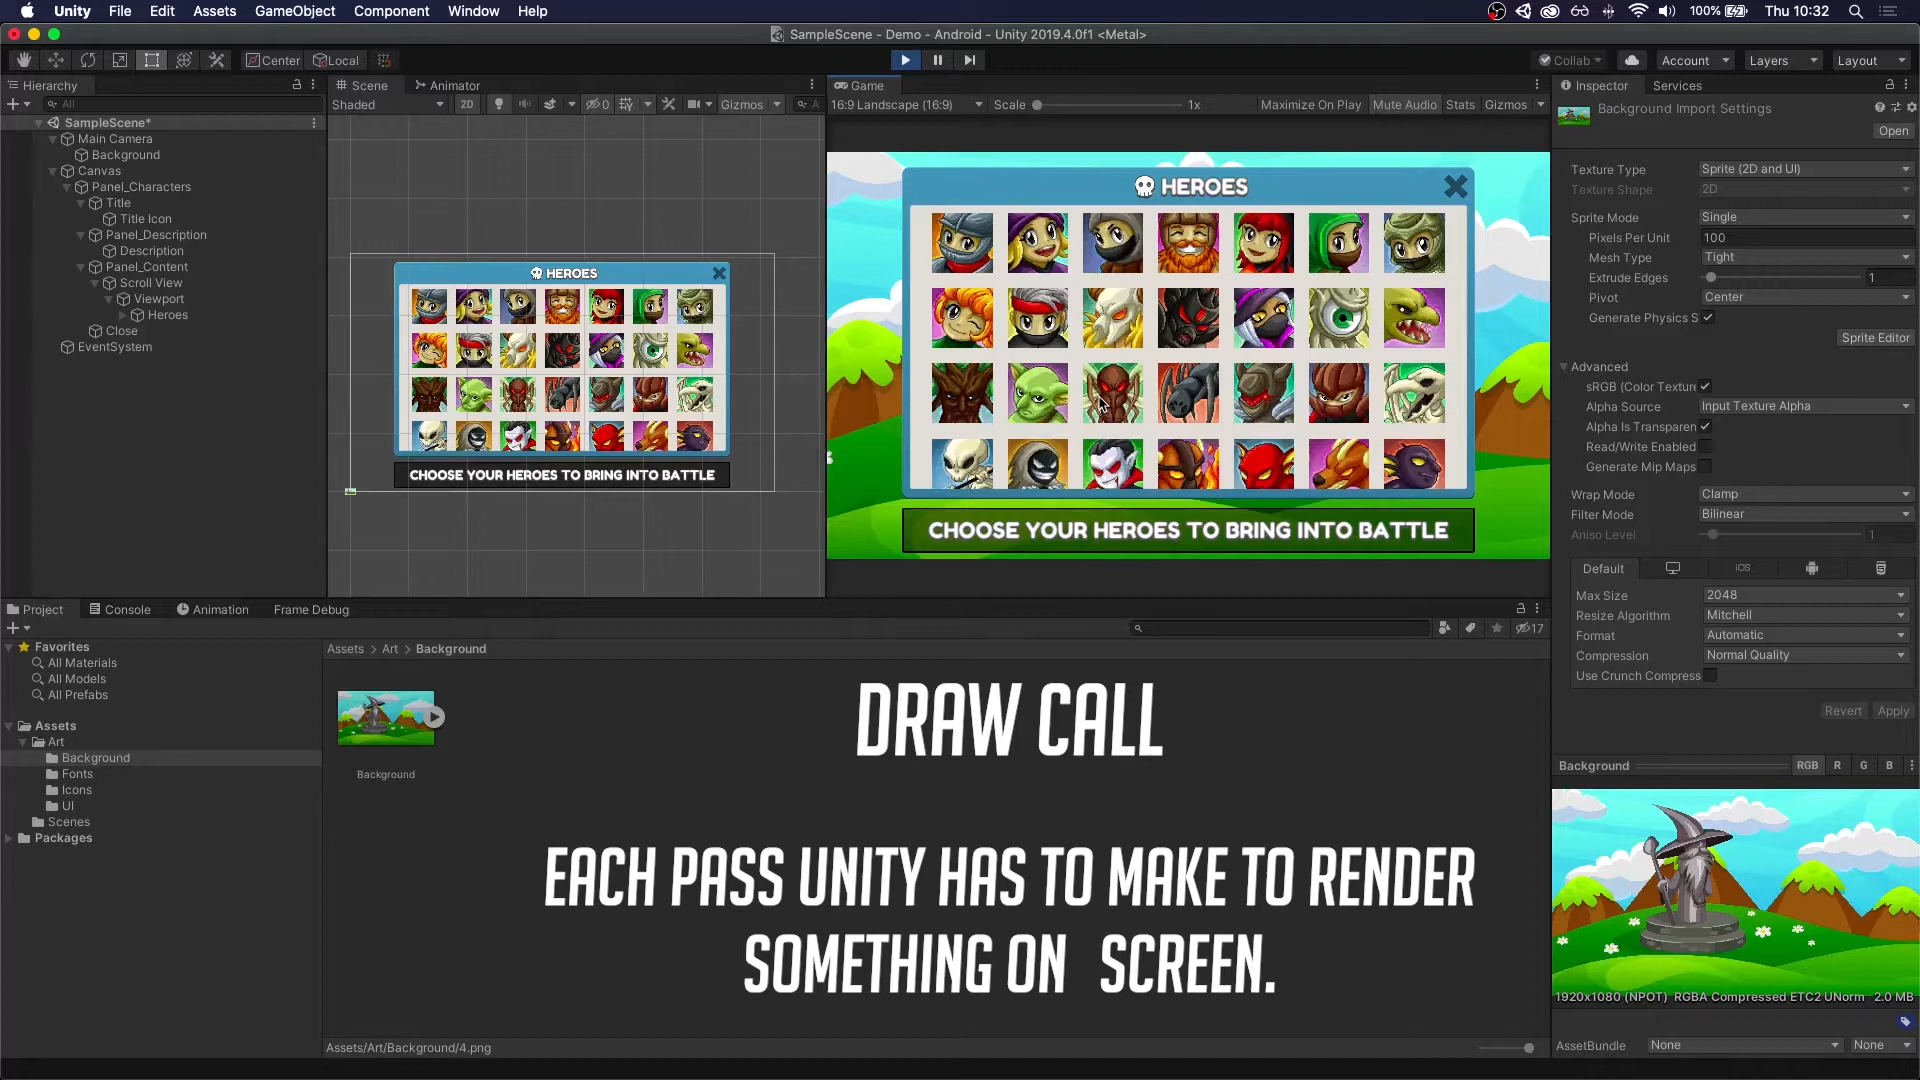 Unity File Edit Assets GameObject Component Window Help
100% Thu 10:32
SampleScene - Demo - Android - Unity 2019.4.0f1 <Metal>
Center Local
Collab Account Layers Layout
Hierarchy
All
SampleScene*
Main Camera
Background
Canvas
Panel_Characters
Title
Title Icon
Panel_Description
Description
Panel_Content
Scroll View
Viewport
Heroes
Close
EventSystem
Scene Animator
Shaded 2D 0 Gizmos A
HEROES
CHOOSE YOUR HEROES TO BRING INTO BATTLE
Game
16:9 Landscape (16:9) Scale 1x Maximize On Play Mute Audio Stats Gizmos
HEROES
CHOOSE YOUR HEROES TO BRING INTO BATTLE
Inspector Services
Background Import Settings
Open
Texture Type Sprite (2D and UI)
Texture Shape 2D
Sprite Mode Single
Pixels Per Unit 100
Mesh Type Tight
Extrude Edges 1
Pivot Center
Generate Physics S
Sprite Editor
Advanced
sRGB (Color Texture
Alpha Source Input Texture Alpha
Alpha Is Transparen
Read/Write Enabled
Generate Mip Maps
Wrap Mode Clamp
Filter Mode Bilinear
Aniso Level 1
Default iOS
Max Size 2048
Resize Algorithm Mitchell
Format Automatic
Compression Normal Quality
Use Crunch Compress
Revert Apply
Background RGB R G B
1920x1080 (NPOT) RGBA Compressed ETC2 UNorm 2.0 MB
AssetBundle None None
Project Console Animation Frame Debug
17
Favorites
All Materials
All Models
All Prefabs
Assets
Art
Background
Fonts
Icons
UI
Scenes
Packages
Assets > Art > Background
Background
DRAW CALL
EACH PASS UNITY HAS TO MAKE TO RENDER
SOMETHING ON SCREEN.
Assets/Art/Background/4.png